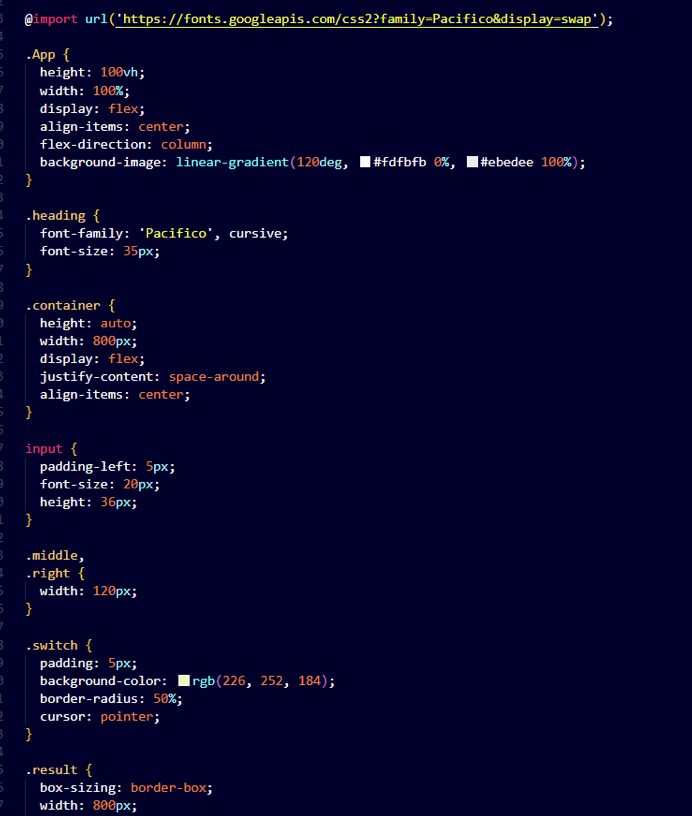 @import url('https://fonts.googleapis.com/css2?family=Pacifico&display=swap');
.App {
height: 100vh;
width: 100%;
display: flex;
align-items: center;
flex-direction: column;
background-image: linear-gradient(120deg, #fdfbfb 0%, #ebedee 100%);
}
.heading {
font-family: 'Pacifico', cursive;
font-size: 35px;
}
.container {
height: auto;
width: 800px;
display: flex;
justify-content: space-around;
align-items: center;
}
input {
padding-left: 5px;
font-size: 20px;
height: 36px;
}
.middle,
.right {
width: 120px;
}
.switch {
padding: 5px;
background-color: rgb(226, 252, 184);
border-radius: 50%;
cursor: pointer;
}
.result {
box-sizing: border-box;
width: 800px;